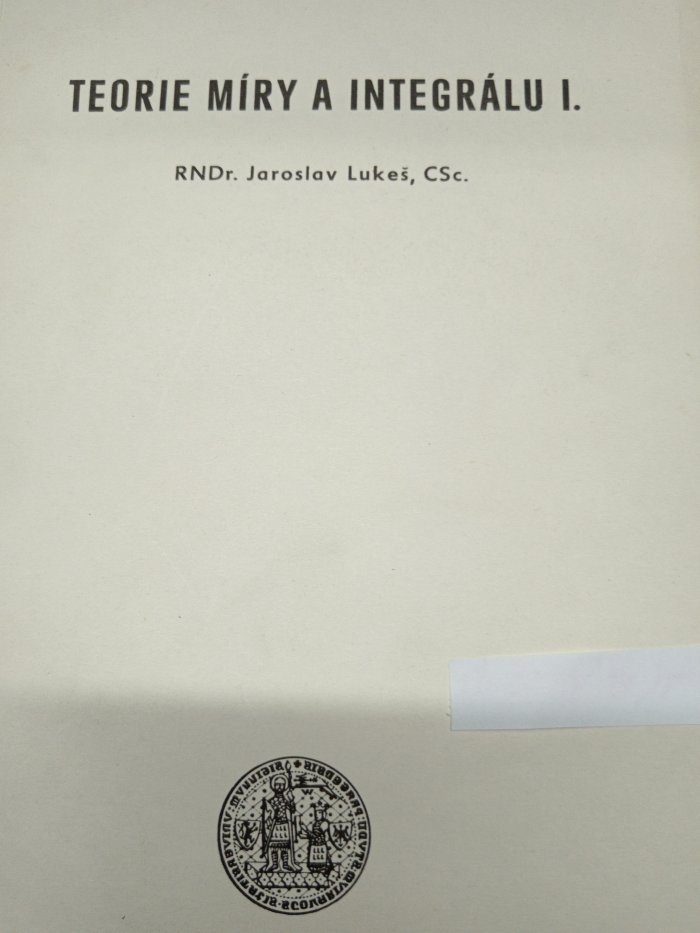 TEORIE MÍRY A INTEGRÁLU I.
RNDr. Jaroslav Lukeš, CSc.